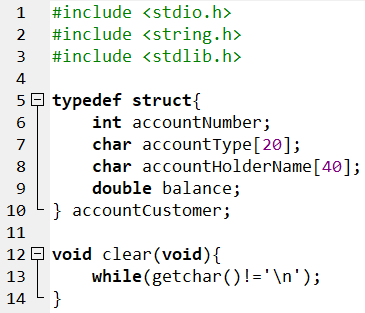 1 #include <stdio.h>
2 #include <string.h>
3 #include <stdlib.h>
4
5 typedef struct{
6     int accountNumber;
7     char accountType[20];
8     char accountHolderName[40];
9     double balance;
10 } accountCustomer;
11
12 void clear(void){
13     while(getchar()!='\n');
14 }